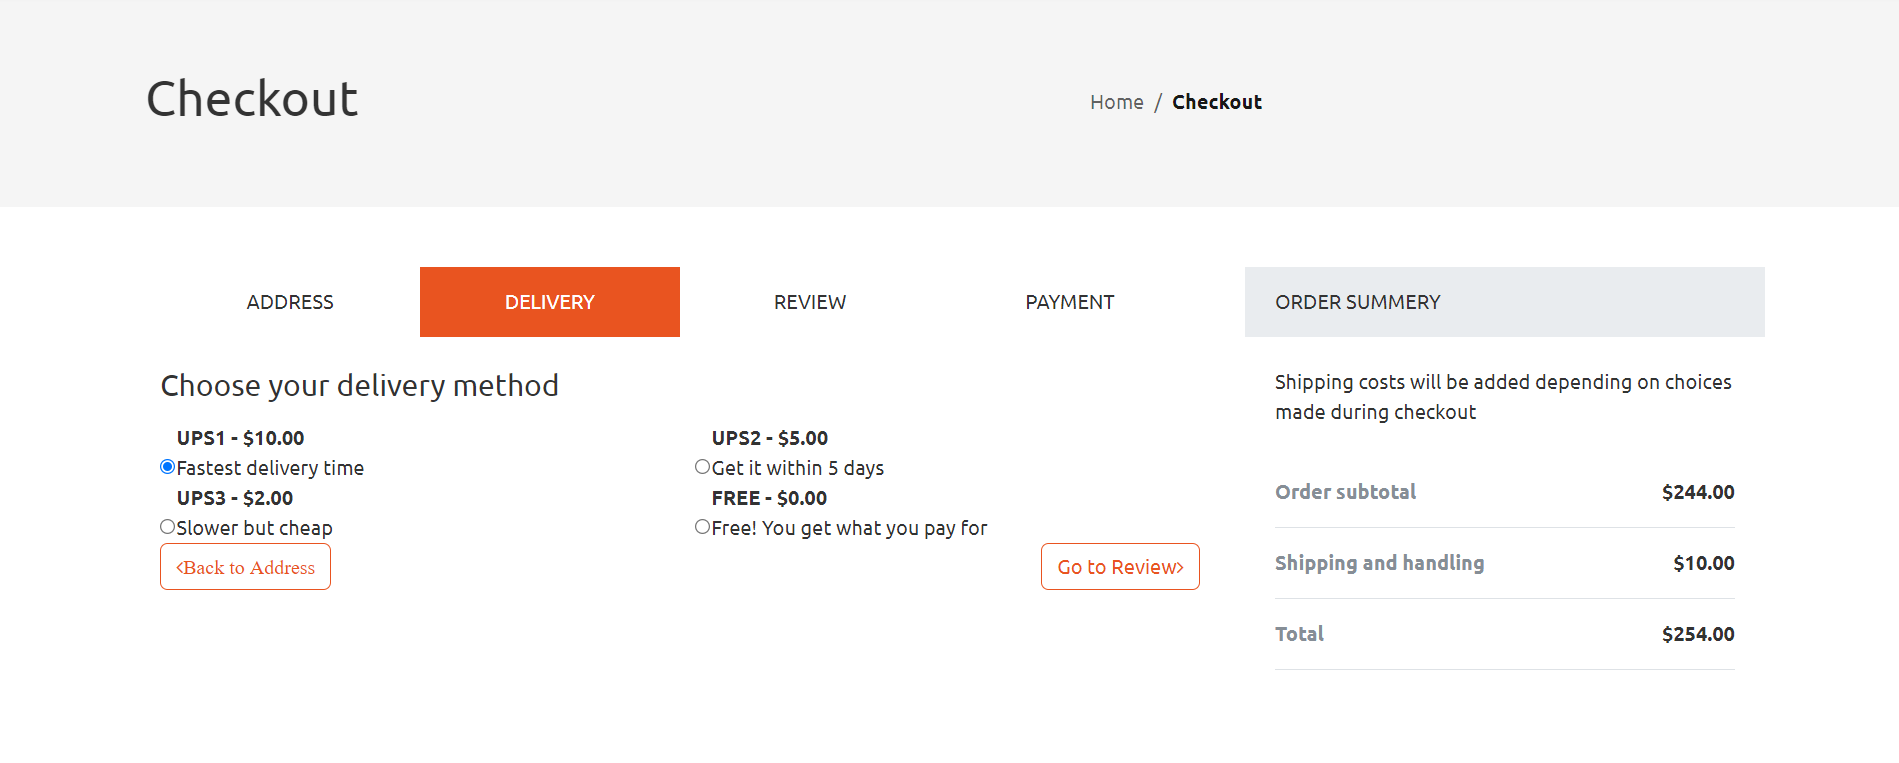 Checkout
Home / Checkout
ADDRESS
DELIVERY
REVIEW
PAYMENT
Choose your delivery method
UPS1 - $10.00
Fastest delivery time
UPS2 - $5.00
Get it within 5 days
UPS3 - $2.00
Slower but cheap
FREE - $0.00
Free! You get what you pay for
<Back to Address
Go to Review>
ORDER SUMMERY
Shipping costs will be added depending on choices
made during checkout
Order subtotal $244.00
Shipping and handling $10.00
Total $254.00